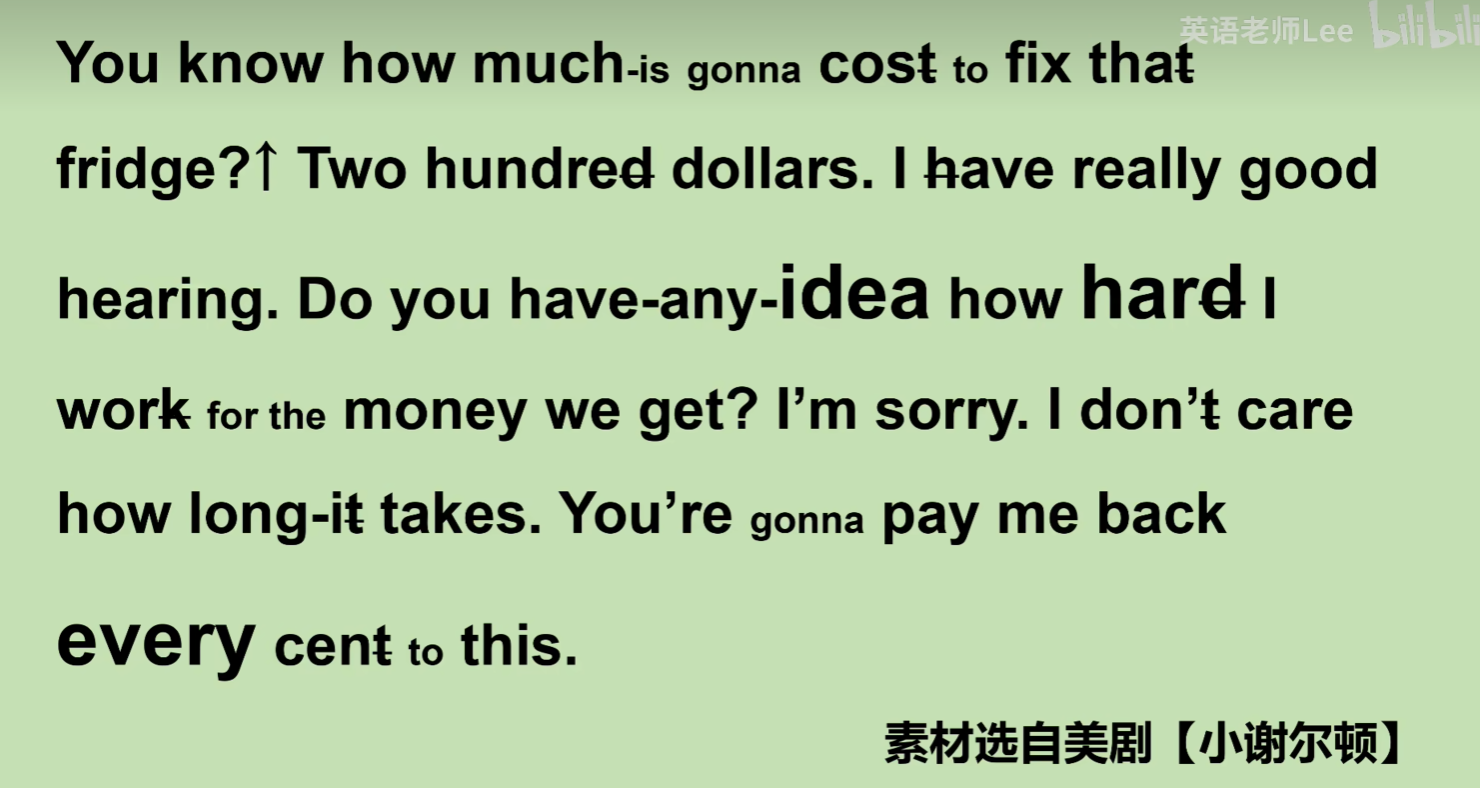 英语老师Lee bilibili
You know how much-is gonna cost to fix that
fridge?↑ Two hundred dollars. I have really good
hearing. Do you have-any-idea how hard I
work for the money we get? I’m sorry. I don’t care
how long-it takes. You’re gonna pay me back
every cent to this.
素材选自美剧【小谢尔顿】